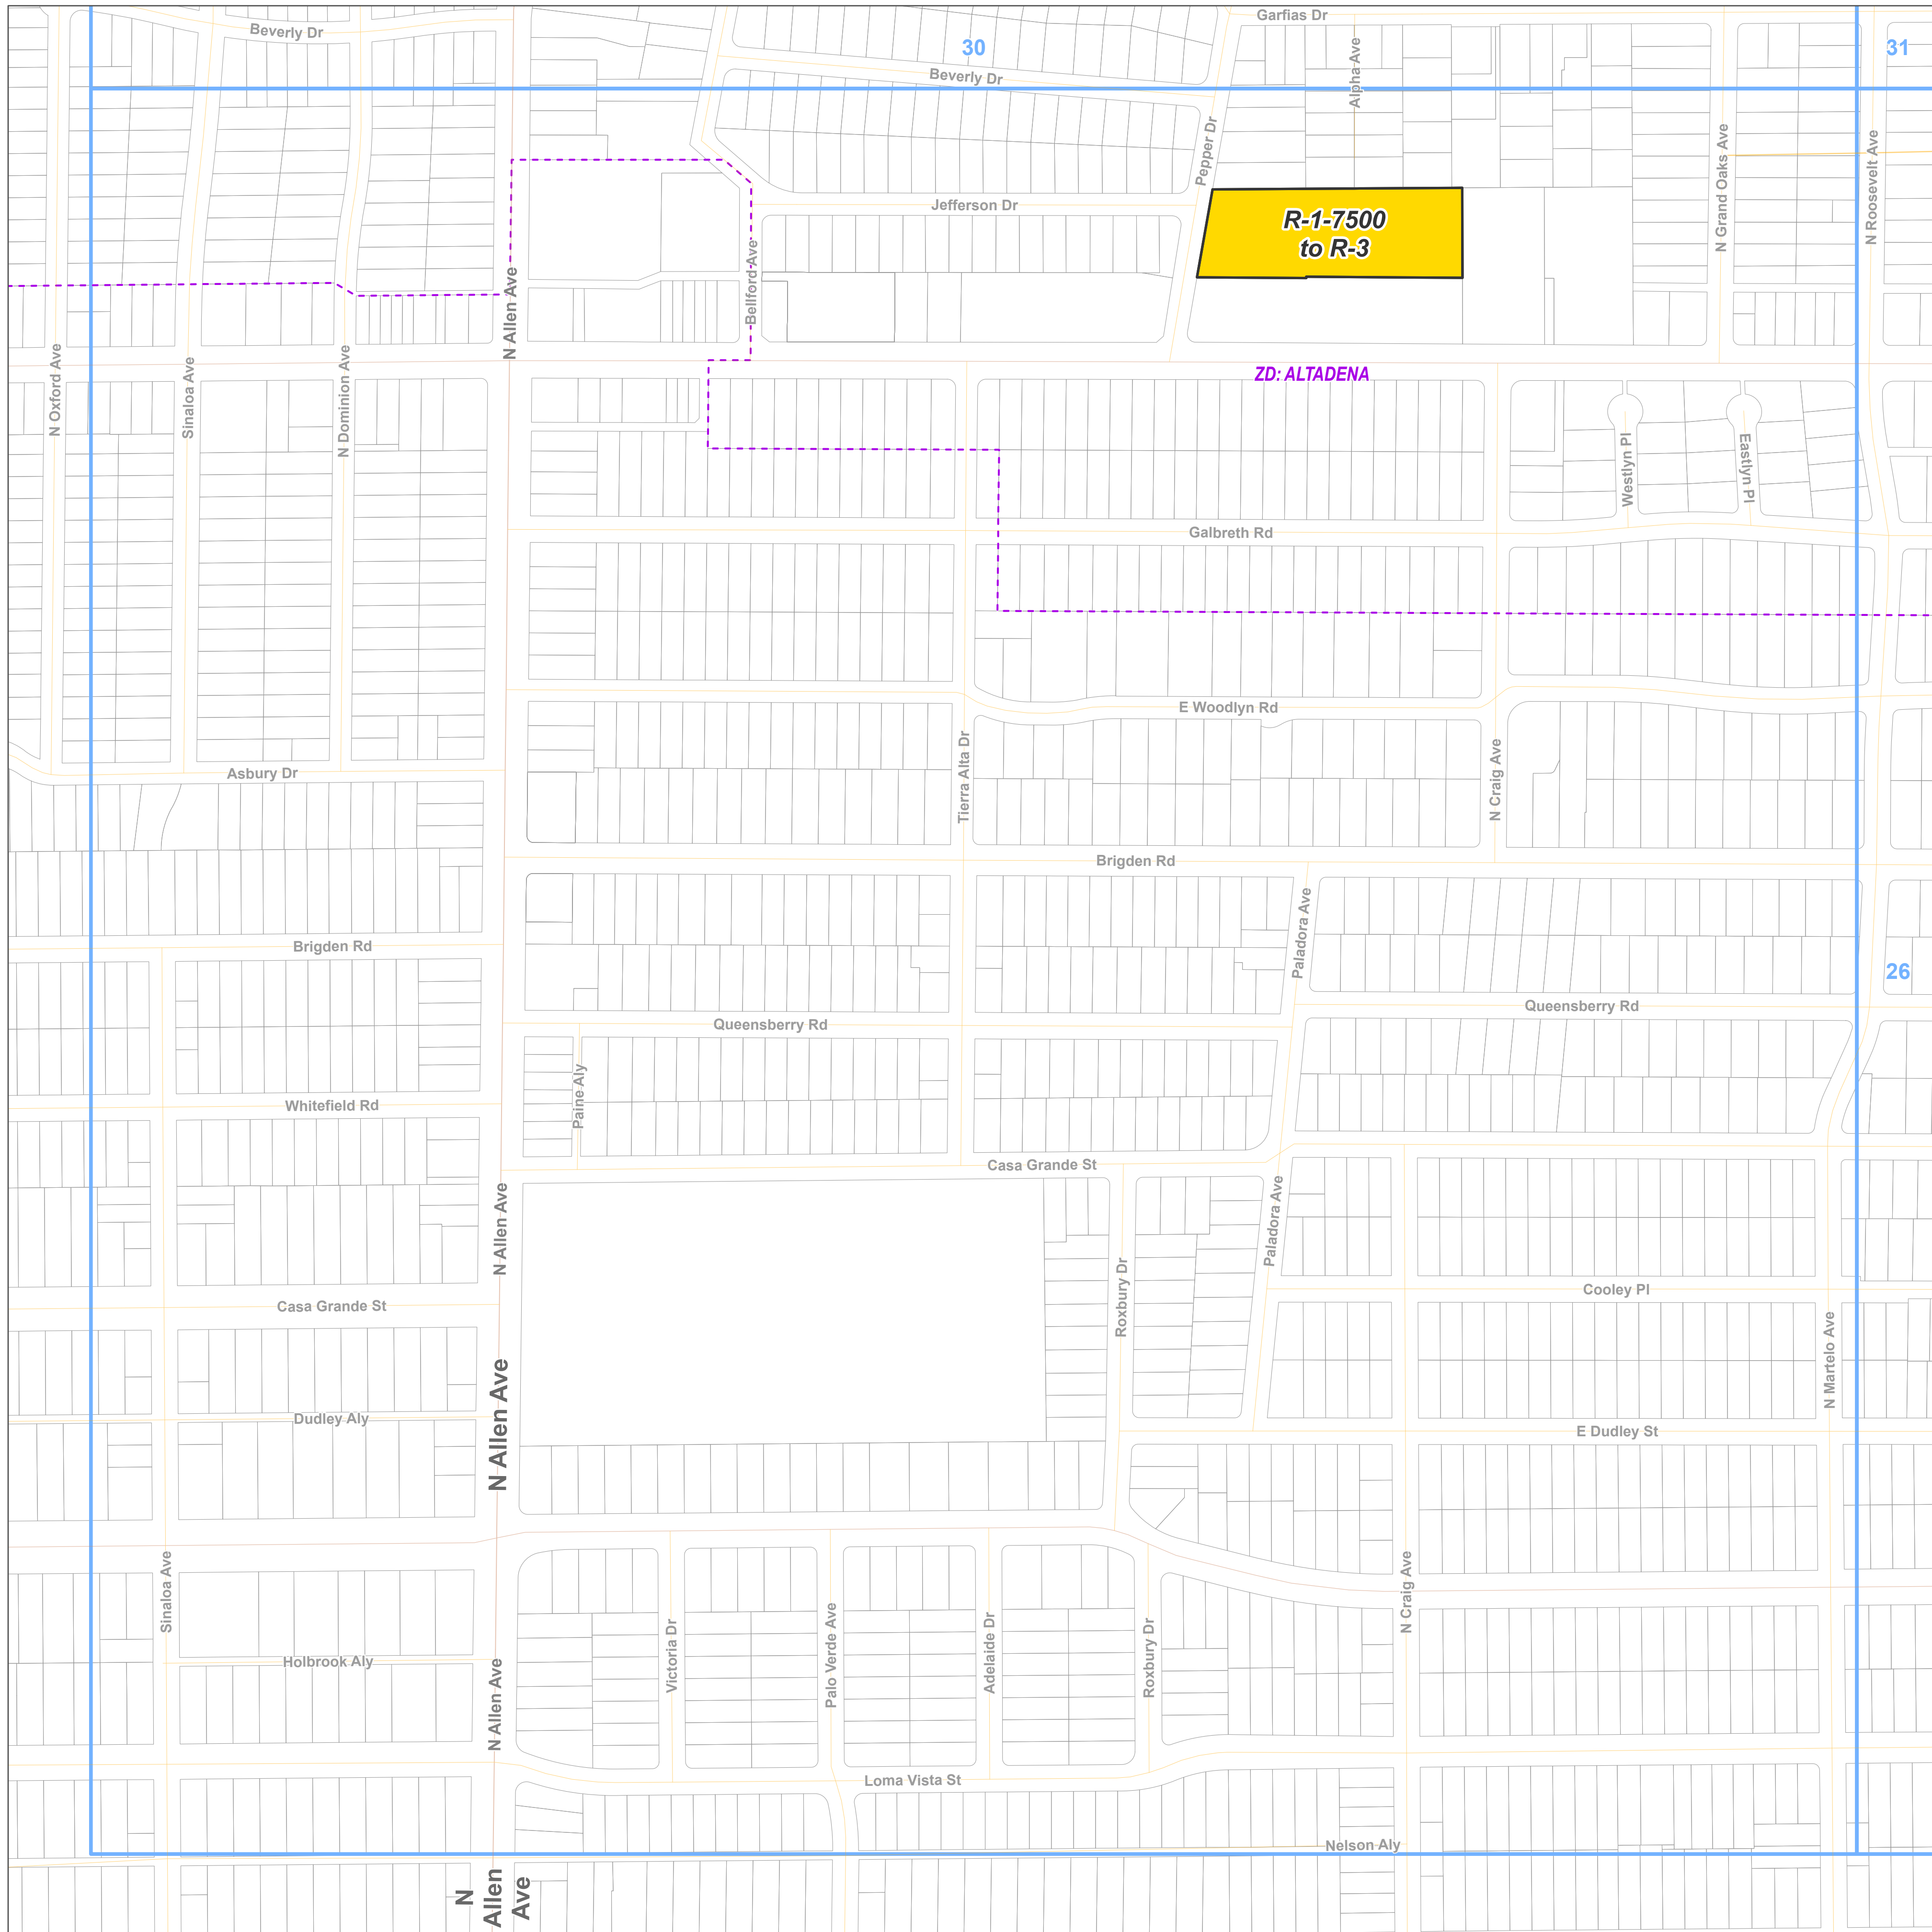 Garfias Dr
Beverly Dr
30
31
Beverly Dr
Alpha Ave
Pepper Dr
N Grand Oaks Ave
N Roosevelt Ave
Jefferson Dr
R-1-7500
to R-3
Bellford Ave
N Allen Ave
N Oxford Ave
Sinaloa Ave
N Dominion Ave
ZD: ALTADENA
Westlyn Pl
Eastlyn Pl
Galbreth Rd
E Woodlyn Rd
Asbury Dr
Tierra Alta Dr
N Craig Ave
Brigden Rd
Paladora Ave
Brigden Rd
26
Queensberry Rd
Queensberry Rd
Paine Aly
Whitefield Rd
Casa Grande St
N Allen Ave
Paladora Ave
Roxbury Dr
Cooley Pl
Casa Grande St
N Martelo Ave
N Allen Ave
Dudley Aly
E Dudley St
Sinaloa Ave
N Craig Ave
Victoria Dr
Palo Verde Ave
Adelaide Dr
Roxbury Dr
Holbrook Aly
N Allen Ave
Loma Vista St
Nelson Aly
N
Allen
Ave